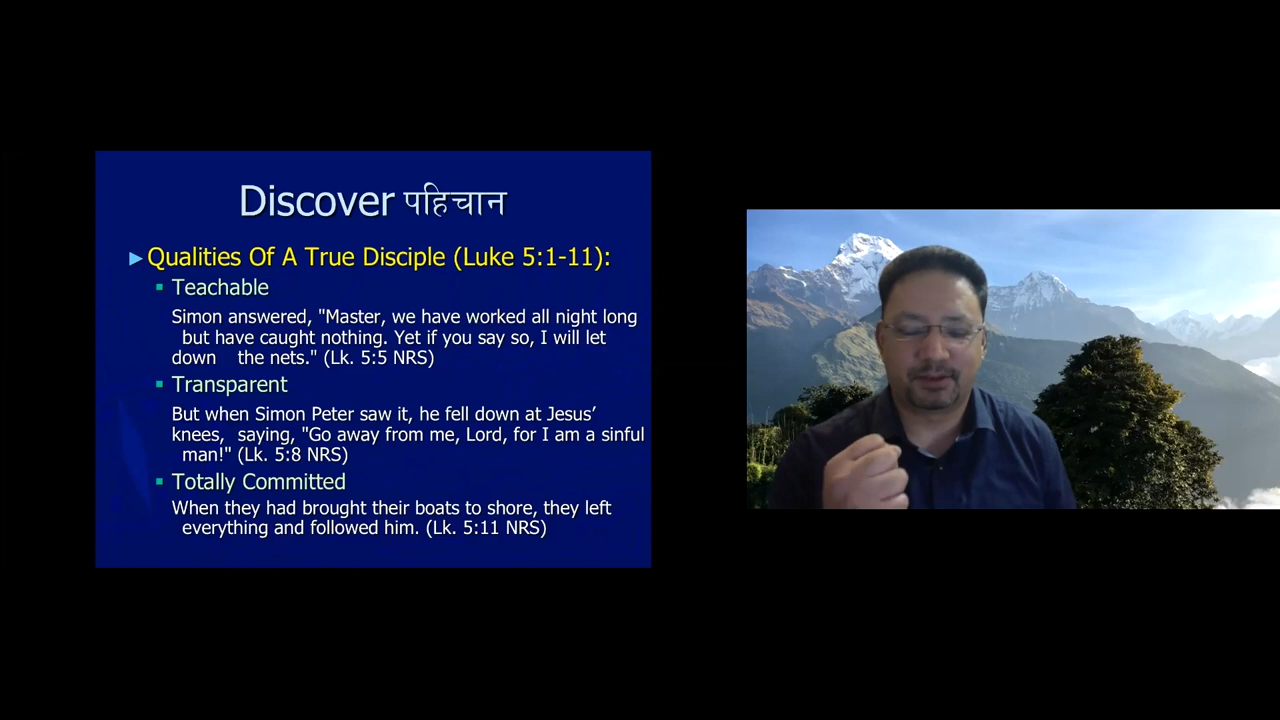 Discover पहिचान
►Qualities Of A True Disciple (Luke 5:1-11):
▪ Teachable
Simon answered, "Master, we have worked all night long
but have caught nothing. Yet if you say so, I will let
down the nets." (Lk. 5:5 NRS)
▪ Transparent
But when Simon Peter saw it, he fell down at Jesus’
knees, saying, "Go away from me, Lord, for I am a sinful
man!" (Lk. 5:8 NRS)
▪ Totally Committed
When they had brought their boats to shore, they left
everything and followed him. (Lk. 5:11 NRS)